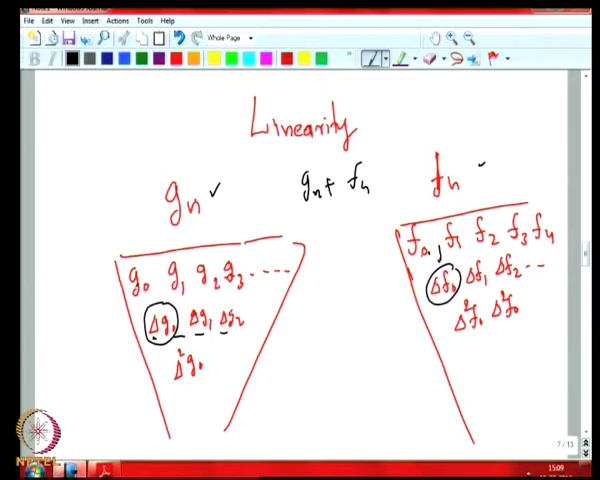 File Edit View Insert Actions Tools Help
Whole Page
B I
Linearity
gₙ ✓ gₙ + fₙ fₙ ✓
g₀ g₁ g₂ g₃ ---- f₀, f₁ f₂ f₃ f₄
Δg₀ Δg₁ Δg₂ Δf₀ Δf₁ Δf₂ --
Δ²g₀ Δ²f₀ Δ²f₀
7 / 13
NPTEL
15:09